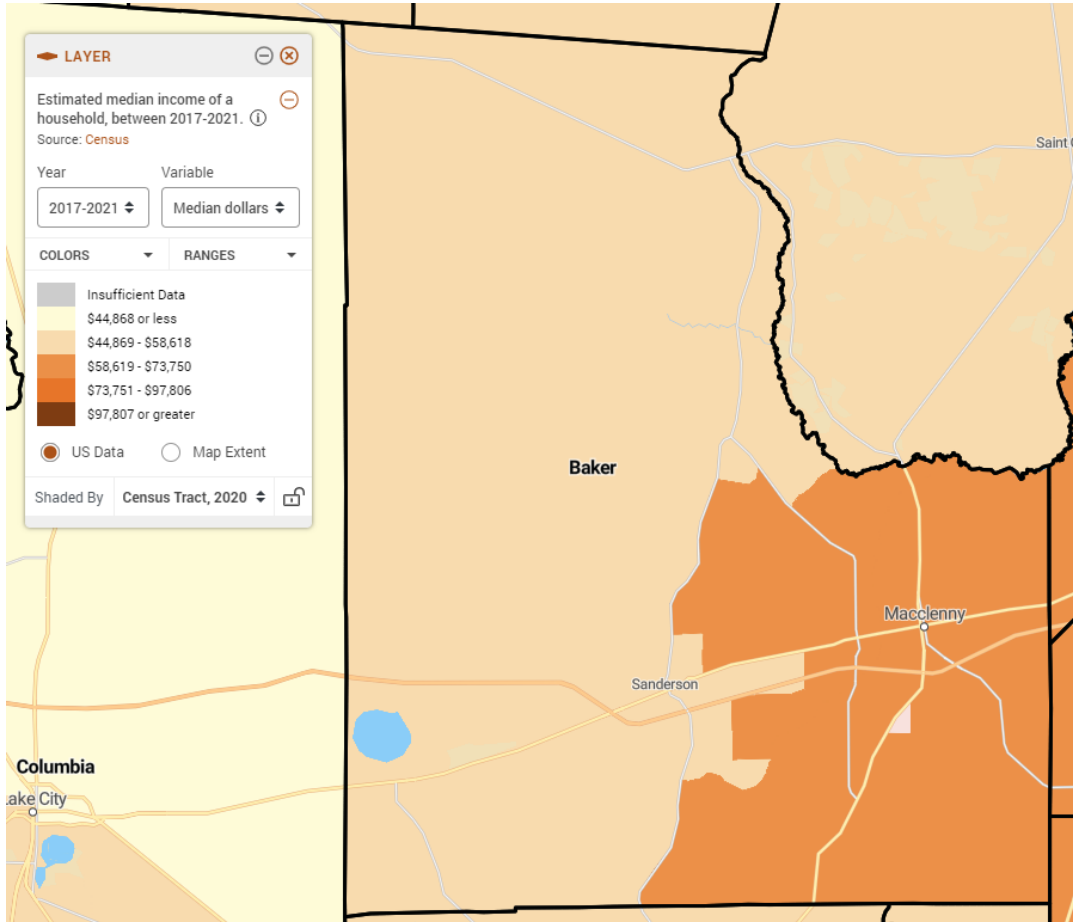 LAYER
Estimated median income of a
household, between 2017-2021.
Source: Census
Year Variable
2017-2021 Median dollars
COLORS RANGES
Insufficient Data
$44,868 or less
$44,869 - $58,618
$58,619 - $73,750
$73,751 - $97,806
$97,807 or greater
US Data Map Extent
Shaded By Census Tract, 2020
Saint
Baker
Macclenny
Sanderson
Columbia
Lake City